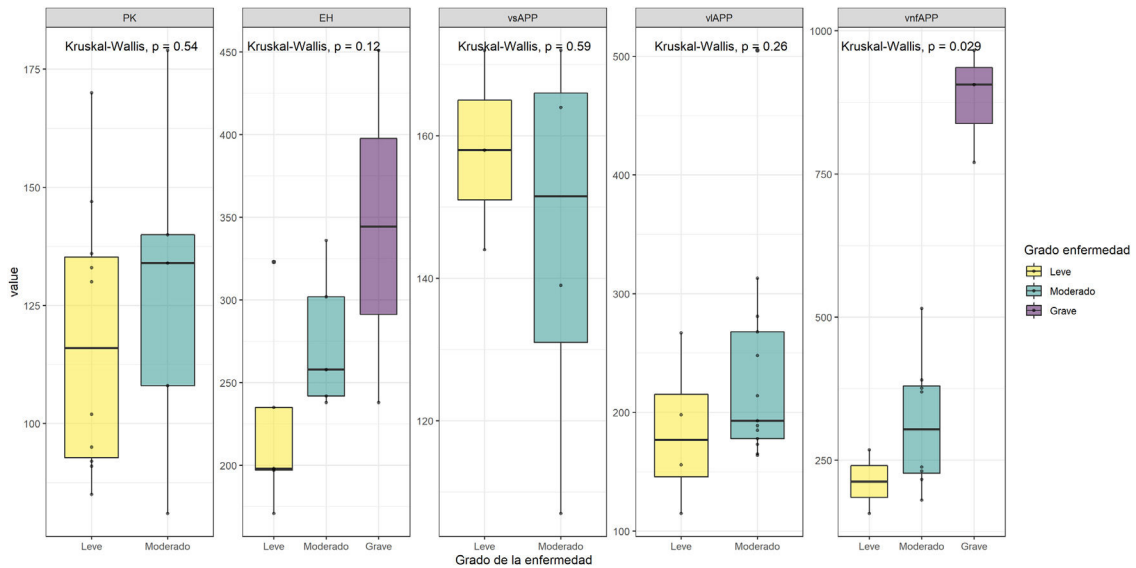 PK
EH
vsAPP
vlAPP
vnfAPP
Kruskal-Wallis, p = 0.54
Kruskal-Wallis, p = 0.12
Kruskal-Wallis, p = 0.59
Kruskal-Wallis, p = 0.26
Kruskal-Wallis, p = 0.029
value
175
150
125
100
450
400
350
300
250
200
160
140
120
500
400
300
200
100
1000
750
500
250
Leve
Moderado
Leve
Moderado
Grave
Leve
Moderado
Leve
Moderado
Leve
Moderado
Grave
Grado de la enfermedad
Grado enfermedad
Leve
Moderado
Grave